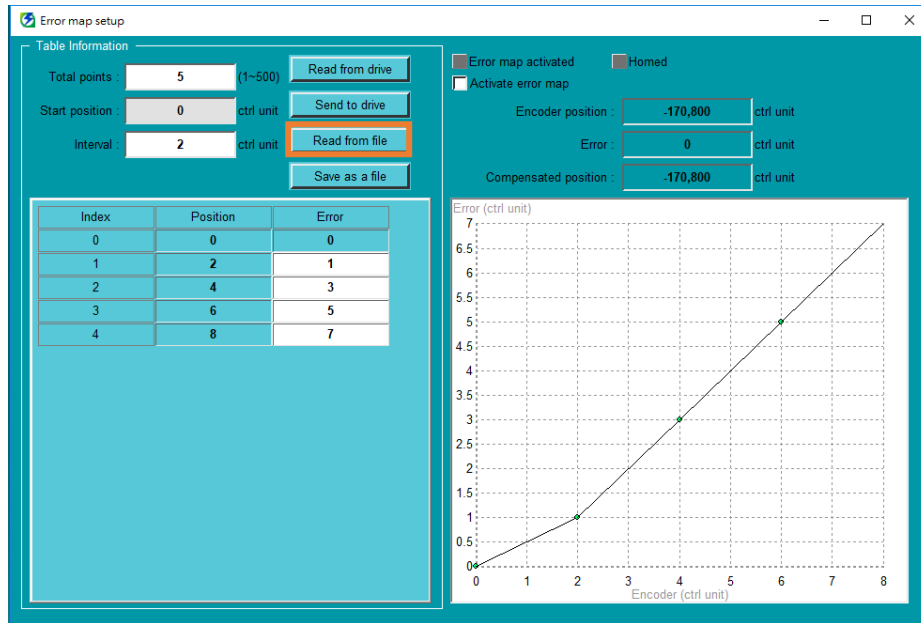 Error map setup
Table Information
Total points : 5 (1~500) Read from drive
Start position : 0 ctrl unit Send to drive
Interval : 2 ctrl unit Read from file
Save as a file
Index Position Error
0 0 0
1 2 1
2 4 3
3 6 5
4 8 7
Error map activated Homed
Activate error map
Encoder position : -170,800 ctrl unit
Error : 0 ctrl unit
Compensated position : -170,800 ctrl unit
Error (ctrl unit)
7
6.5
6
5.5
5
4.5
4
3.5
3
2.5
2
1.5
1
0.5
0
0 1 2 3 4 5 6 7 8
Encoder (ctrl unit)